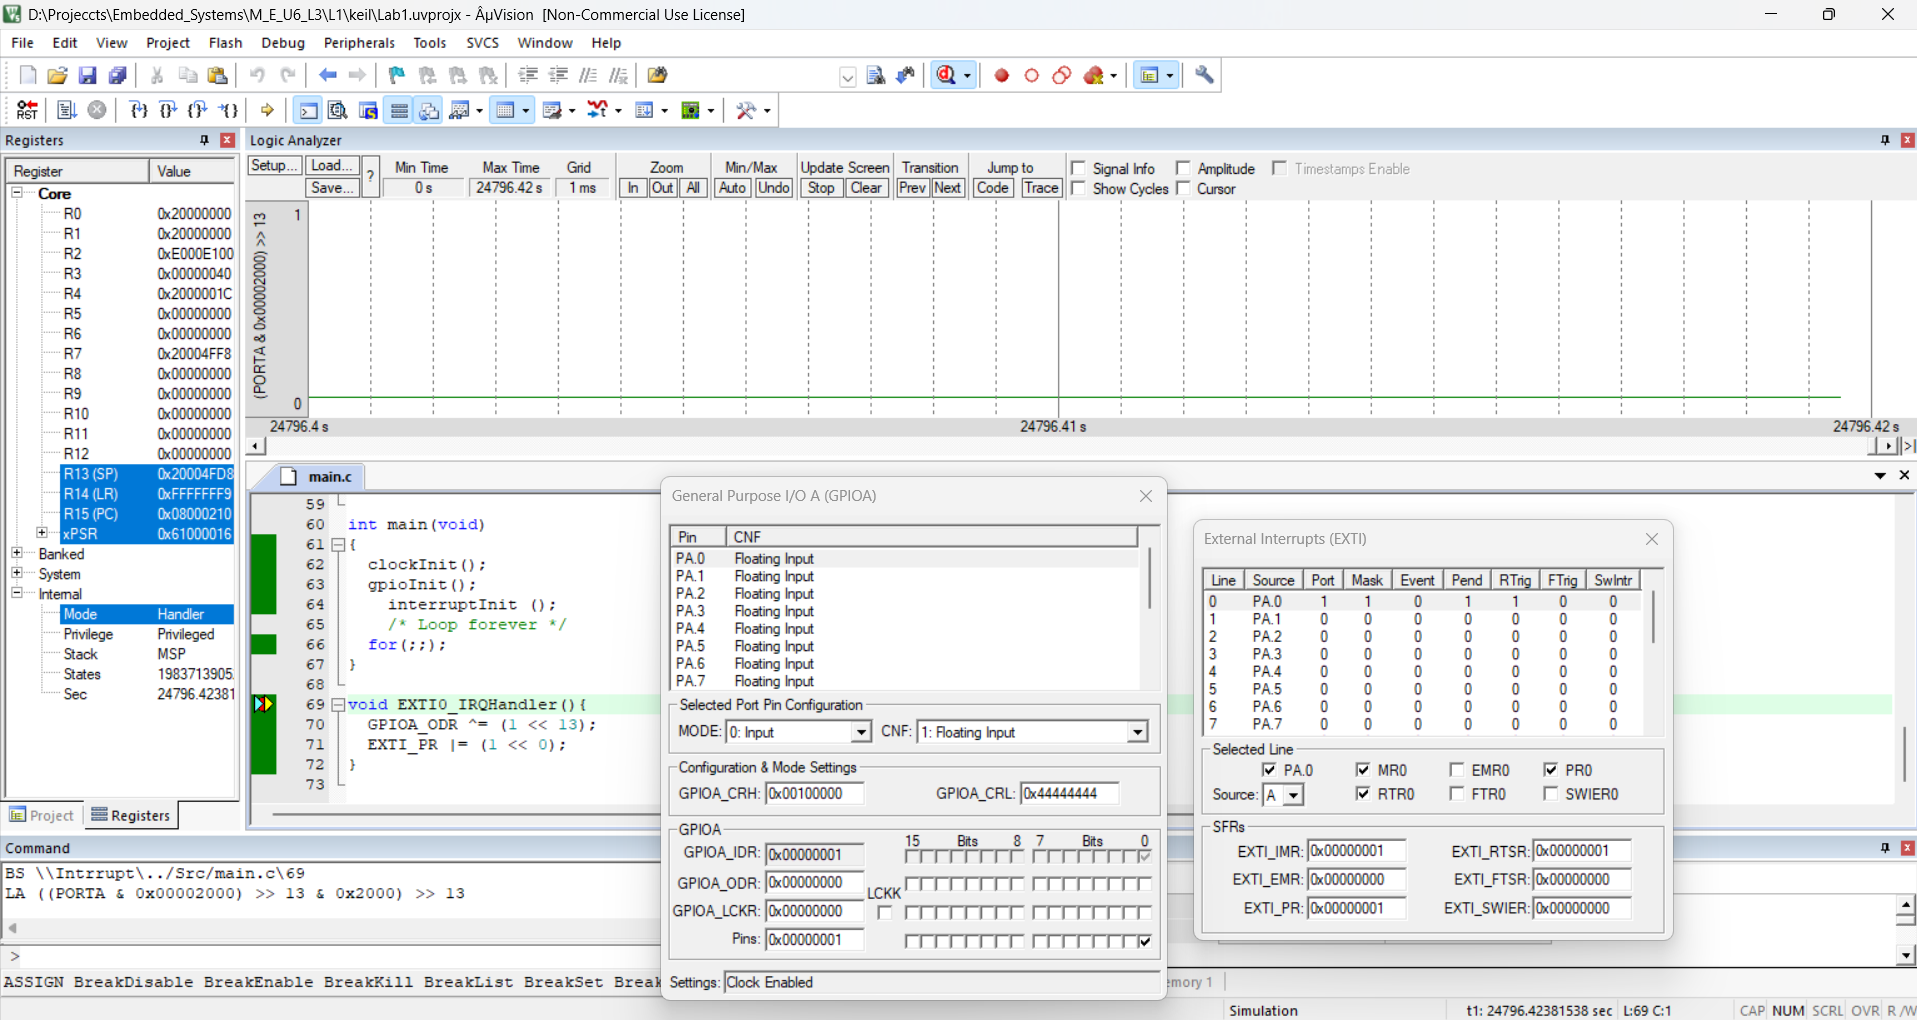 D:\Projeccts\Embedded_Systems\M_E_U6_L3\L1\keil\Lab1.uvprojx - ÂµVision  [Non-Commercial Use License]
File Edit View Project Flash Debug Peripherals Tools SVCS Window Help
RST
Registers
Register Value
Core
R0 0x20000000
R1 0x20000000
R2 0xE000E100
R3 0x00000040
R4 0x2000001C
R5 0x00000000
R6 0x00000000
R7 0x20004FF8
R8 0x00000000
R9 0x00000000
R10 0x00000000
R11 0x00000000
R12 0x00000000
R13 (SP) 0x20004FD8
R14 (LR) 0xFFFFFFF9
R15 (PC) 0x08000210
xPSR 0x61000016
Banked
System
Internal
Mode Handler
Privilege Privileged
Stack MSP
States 1983713905
Sec 24796.42381
Project Registers
Logic Analyzer
Setup... Load... Save... ?
Min Time Max Time Grid Zoom Min/Max Update Screen Transition Jump to
0 s 24796.42 s 1 ms In Out All Auto Undo Stop Clear Prev Next Code Trace
Signal Info Amplitude Timestamps Enable
Show Cycles Cursor
(PORTA & 0x00002000) >> 13
1
0
24796.4 s 24796.41 s 24796.42 s
main.c
59
60 int main(void)
61 {
62 clockInit();
63 gpioInit();
64 interruptInit ();
65 /* Loop forever */
66 for(;;);
67 }
68
69 void EXTI0_IRQHandler(){
70 GPIOA_ODR ^= (1 << 13);
71 EXTI_PR |= (1 << 0);
72 }
73
General Purpose I/O A (GPIOA)
Pin CNF
PA.0 Floating Input
PA.1 Floating Input
PA.2 Floating Input
PA.3 Floating Input
PA.4 Floating Input
PA.5 Floating Input
PA.6 Floating Input
PA.7 Floating Input
Selected Port Pin Configuration
MODE: 0: Input CNF: 1: Floating Input
Configuration & Mode Settings
GPIOA_CRH: 0x00100000 GPIOA_CRL: 0x44444444
GPIOA
15 Bits 8 7 Bits 0
GPIOA_IDR: 0x00000001
GPIOA_ODR: 0x00000000
LCKK
GPIOA_LCKR: 0x00000000
Pins: 0x00000001
Settings: Clock Enabled
External Interrupts (EXTI)
Line Source Port Mask Event Pend RTrig FTrig SwIntr
0 PA.0 1 1 0 1 1 0 0
1 PA.1 0 0 0 0 0 0 0
2 PA.2 0 0 0 0 0 0 0
3 PA.3 0 0 0 0 0 0 0
4 PA.4 0 0 0 0 0 0 0
5 PA.5 0 0 0 0 0 0 0
6 PA.6 0 0 0 0 0 0 0
7 PA.7 0 0 0 0 0 0 0
Selected Line
PA.0 MR0 EMR0 PR0
Source: A RTR0 FTR0 SWIER0
SFRs
EXTI_IMR: 0x00000001 EXTI_RTSR: 0x00000001
EXTI_EMR: 0x00000000 EXTI_FTSR: 0x00000000
EXTI_PR: 0x00000001 EXTI_SWIER: 0x00000000
Command
BS \\Intrrupt\../Src/main.c\69
LA ((PORTA & 0x00002000) >> 13 & 0x2000) >> 13
>
ASSIGN BreakDisable BreakEnable BreakKill BreakList BreakSet Break
emory 1
Simulation t1: 24796.42381538 sec L:69 C:1 CAP NUM SCRL OVR R/W